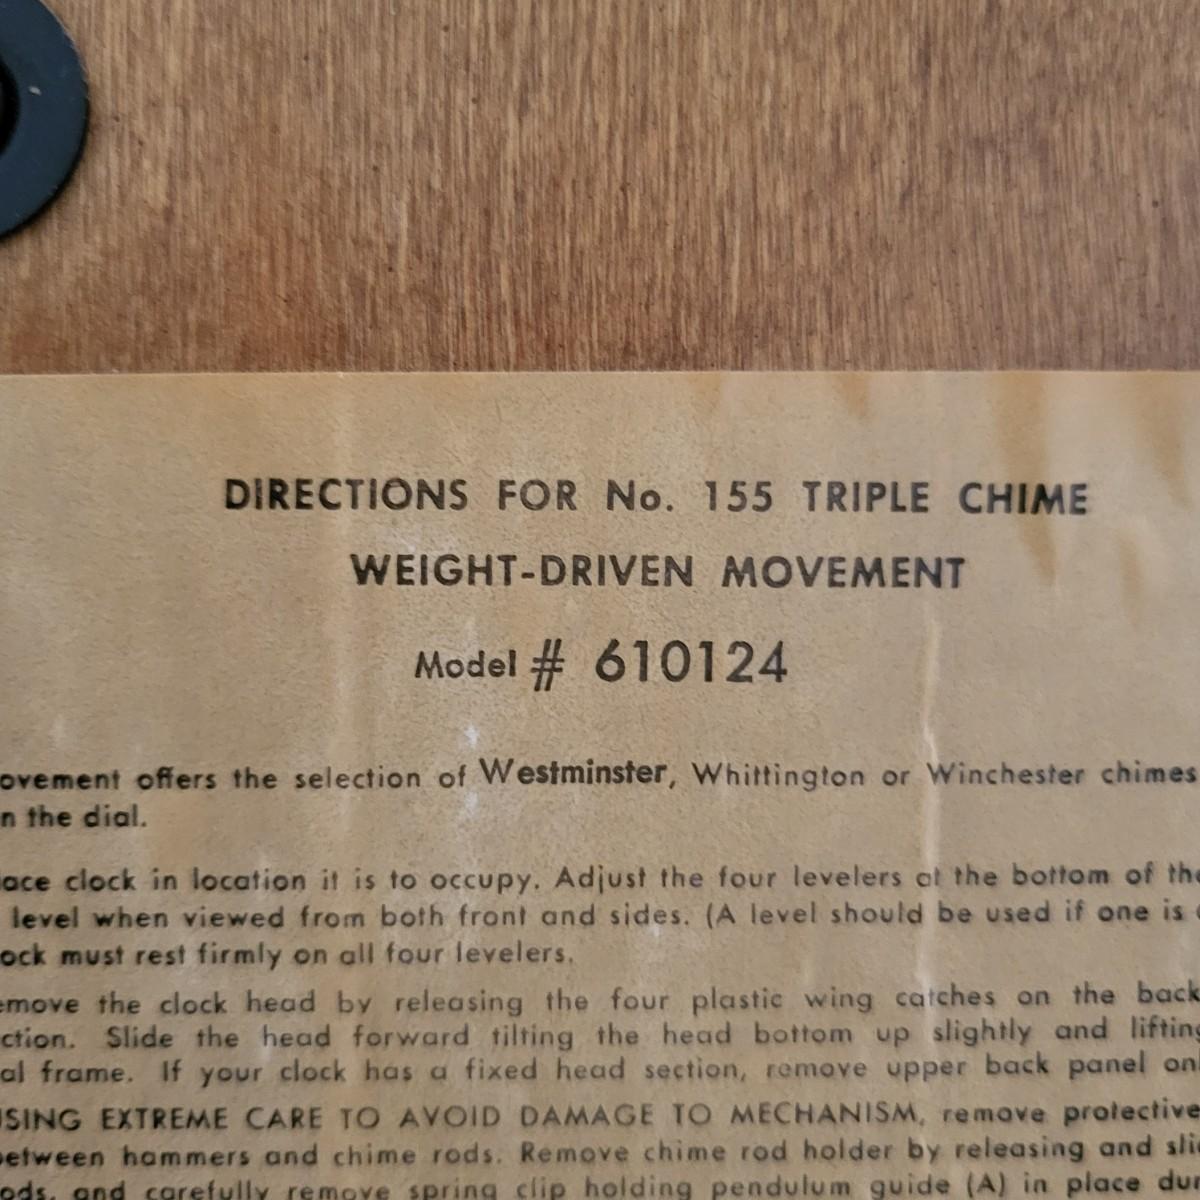 DIRECTIONS FOR No. 155 TRIPLE CHIME
WEIGHT-DRIVEN MOVEMENT
Model # 610124
ovement offers the selection of Westminster, Whittington or Winchester chimes
n the dial.
ace clock in location it is to occupy. Adjust the four levelers at the bottom of the
level when viewed from both front and sides. (A level should be used if one is
ock must rest firmly on all four levelers.
emove the clock head by releasing the four plastic wing catches on the back
ction. Slide the head forward tilting the head bottom up slightly and lifting
al frame. If your clock has a fixed head section, remove upper back panel on
SING EXTREME CARE TO AVOID DAMAGE TO MECHANISM, remove protective
between hammers and chime rods. Remove chime rod holder by releasing and sli
ods, and carefully remove spring clip holding pendulum guide (A) in place du